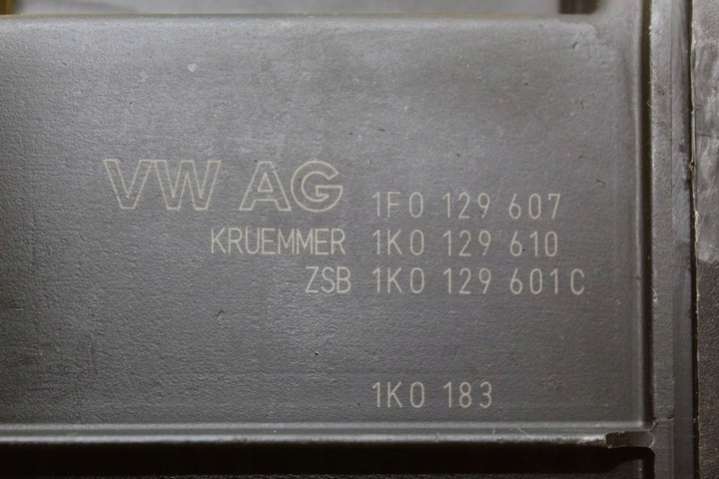 VW AG 1F0 129 607
KRUEMMER 1K0 129 610
ZSB 1K0 129 601C
1K0 183